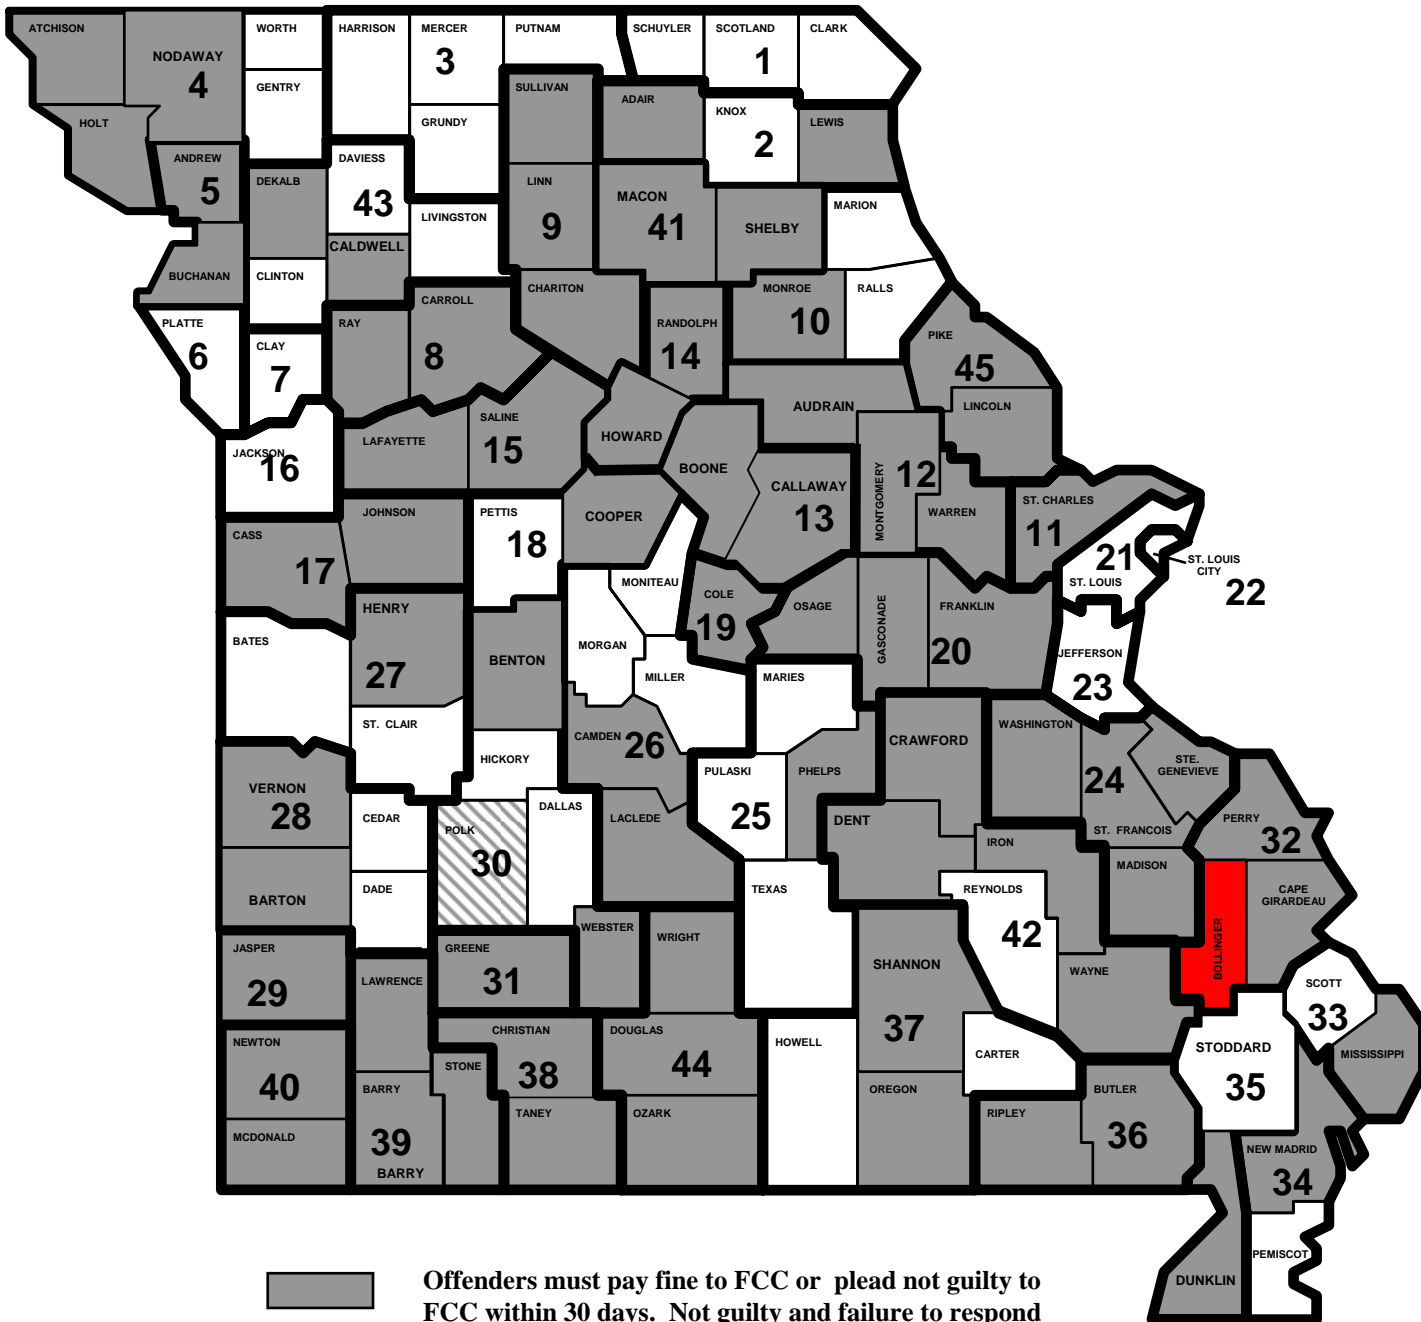 ATCHISON
NODAWAY
4
WORTH
HARRISON
MERCER
3
PUTNAM
SCHUYLER
SCOTLAND
1
CLARK
GENTRY
HOLT
ANDREW
5
DEKALB
DAVIESS
43
GRUNDY
SULLIVAN
ADAIR
KNOX
2
LEWIS
LINN
9
MACON
41
SHELBY
MARION
LIVINGSTON
CALDWELL
BUCHANAN
CLINTON
CARROLL
8
CHARITON
RANDOLPH
14
MONROE
10
RALLS
PLATTE
6
CLAY
7
RAY
PIKE
45
LINCOLN
AUDRAIN
HOWARD
BOONE
SALINE
15
LAFAYETTE
JACKSON
16
CALLAWAY
13
MONTGOMERY
12
WARREN
ST. CHARLES
11
21
ST. LOUIS
ST. LOUIS
CITY
22
COOPER
PETTIS
18
JOHNSON
CASS
17
MONITEAU
COLE
19
OSAGE
GASCONADE
FRANKLIN
20
JEFFERSON
23
HENRY
27
BENTON
MORGAN
MILLER
MARIES
BATES
ST. CLAIR
HICKORY
CAMDEN
26
PULASKI
25
PHELPS
CRAWFORD
WASHINGTON
24
STE.
GENEVIEVE
ST. FRANCOIS
PERRY
32
VERNON
28
CEDAR
POLK
30
DALLAS
LACLEDE
DENT
IRON
MADISON
BARTON
DADE
TEXAS
REYNOLDS
42
BOLLINGER
CAPE
GIRARDEAU
JASPER
29
LAWRENCE
GREENE
31
WEBSTER
WRIGHT
SHANNON
37
WAYNE
SCOTT
33
MISSISSIPPI
NEWTON
40
CHRISTIAN
38
STONE
DOUGLAS
44
HOWELL
CARTER
STODDARD
35
BARRY
39
BARRY
TANEY
OZARK
OREGON
RIPLEY
BUTLER
36
MCDONALD
NEW MADRID
34
PEMISCOT
DUNKLIN
Offenders must pay fine to FCC or plead not guilty to
FCC within 30 days. Not guilty and failure to respond